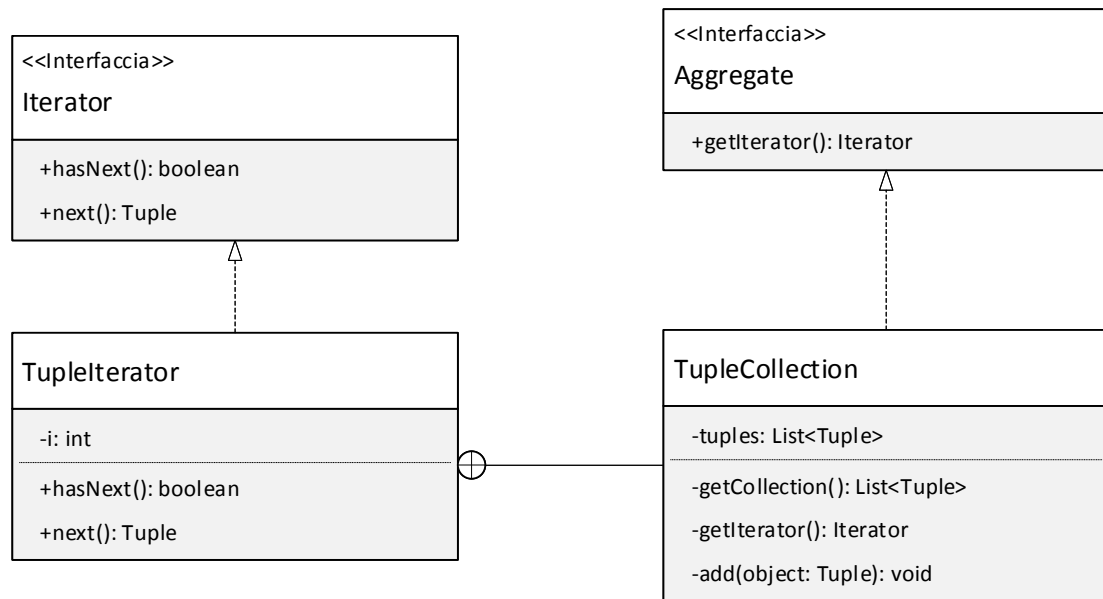 <<Interfaccia>>
Iterator
+hasNext(): boolean
+next(): Tuple
<<Interfaccia>>
Aggregate
+getIterator(): Iterator
TupleIterator
-i: int
+hasNext(): boolean
+next(): Tuple
TupleCollection
-tuples: List<Tuple>
-getCollection(): List<Tuple>
-getIterator(): Iterator
-add(object: Tuple): void